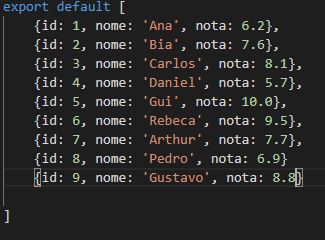 export default [
{id: 1, nome: 'Ana', nota: 6.2},
{id: 2, nome: 'Bia', nota: 7.6},
{id: 3, nome: 'Carlos', nota: 8.1},
{id: 4, nome: 'Daniel', nota: 5.7},
{id: 5, nome: 'Gui', nota: 10.0},
{id: 6, nome: 'Rebeca', nota: 9.5},
{id: 7, nome: 'Arthur', nota: 7.7},
{id: 8, nome: 'Pedro', nota: 6.9}
{id: 9, nome: 'Gustavo', nota: 8.8}
]